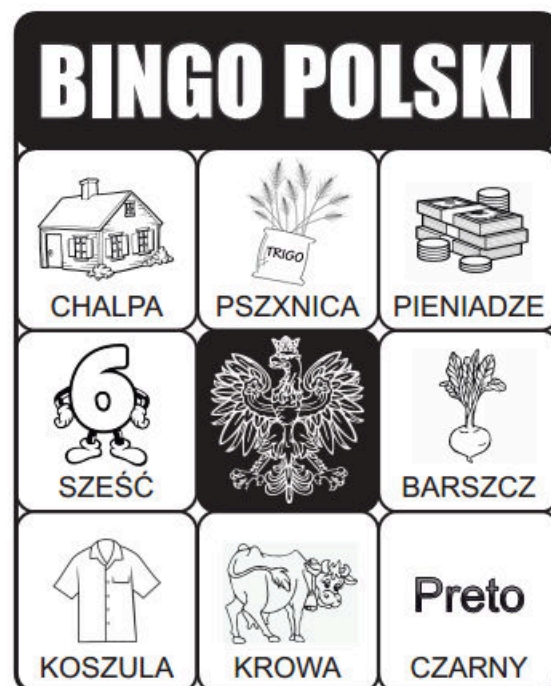 BINGO POLSKI
TRIGO
CHALPA PSZXNICA PIENIADZE
6
SZEŚĆ BARSZCZ
Preto
KOSZULA KROWA CZARNY